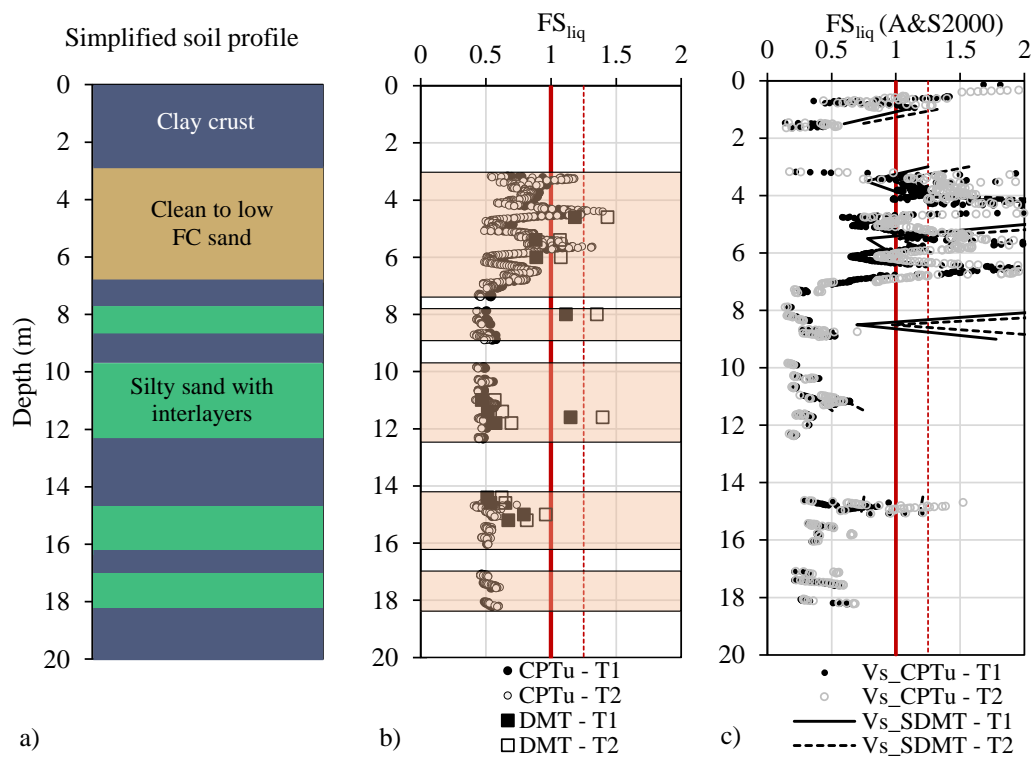 Simplified soil profile
0
2
4
6
8
10
12
14
16
18
20
Depth (m)
Clay crust
Clean to low
FC sand
Silty sand with
interlayers
a)
FSliq
0 0.5 1 1.5 2
0
2
4
6
8
10
12
14
16
18
20
CPTu - T1
CPTu - T2
DMT - T1
DMT - T2
b)
FSliq (A&S2000)
0 0.5 1 1.5 2
0
2
4
6
8
10
12
14
16
18
20
Vs_CPTu - T1
Vs_CPTu - T2
Vs_SDMT - T1
Vs_SDMT - T2
c)